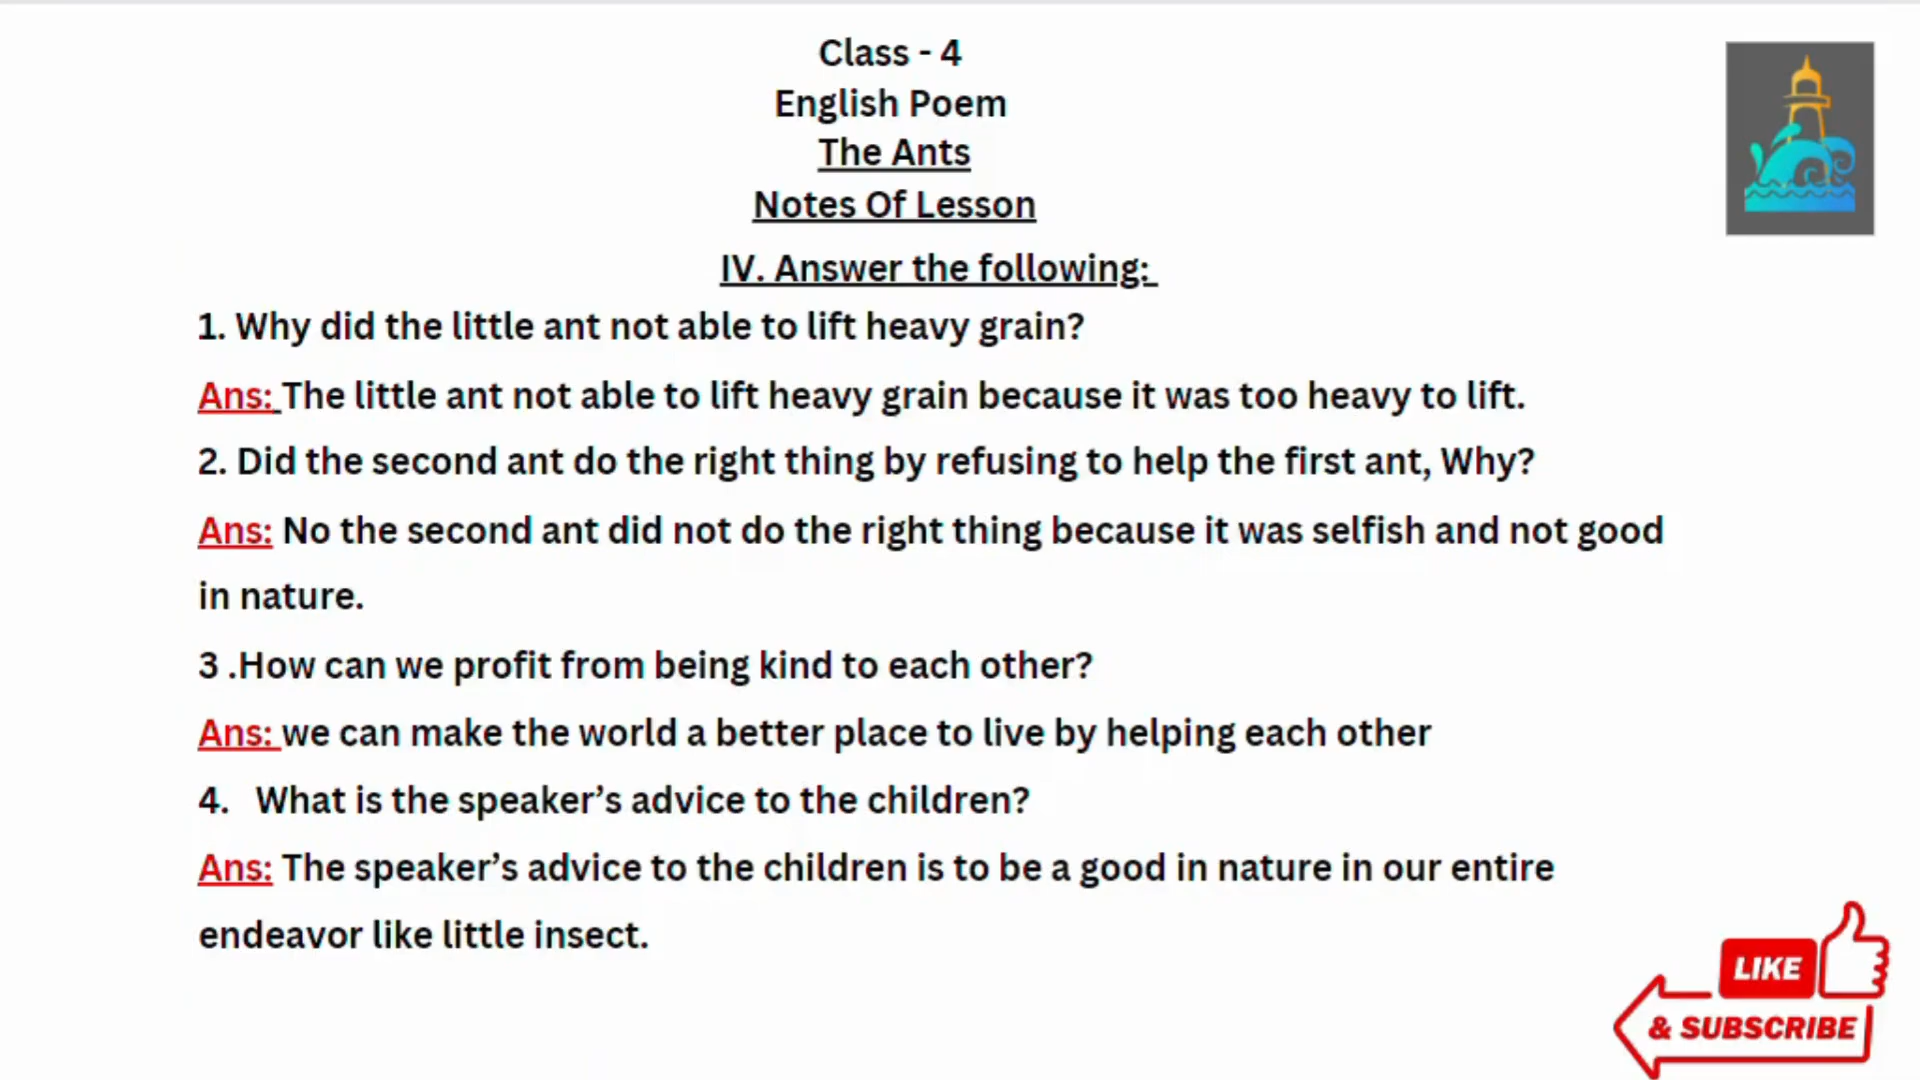 Class - 4
English Poem
The Ants
Notes Of Lesson
IV. Answer the following:
1. Why did the little ant not able to lift heavy grain?
Ans: The little ant not able to lift heavy grain because it was too heavy to lift.
2. Did the second ant do the right thing by refusing to help the first ant, Why?
Ans: No the second ant did not do the right thing because it was selfish and not good
in nature.
3 .How can we profit from being kind to each other?
Ans: we can make the world a better place to live by helping each other
4. What is the speaker’s advice to the children?
Ans: The speaker’s advice to the children is to be a good in nature in our entire
endeavor like little insect.
LIKE
& SUBSCRIBE